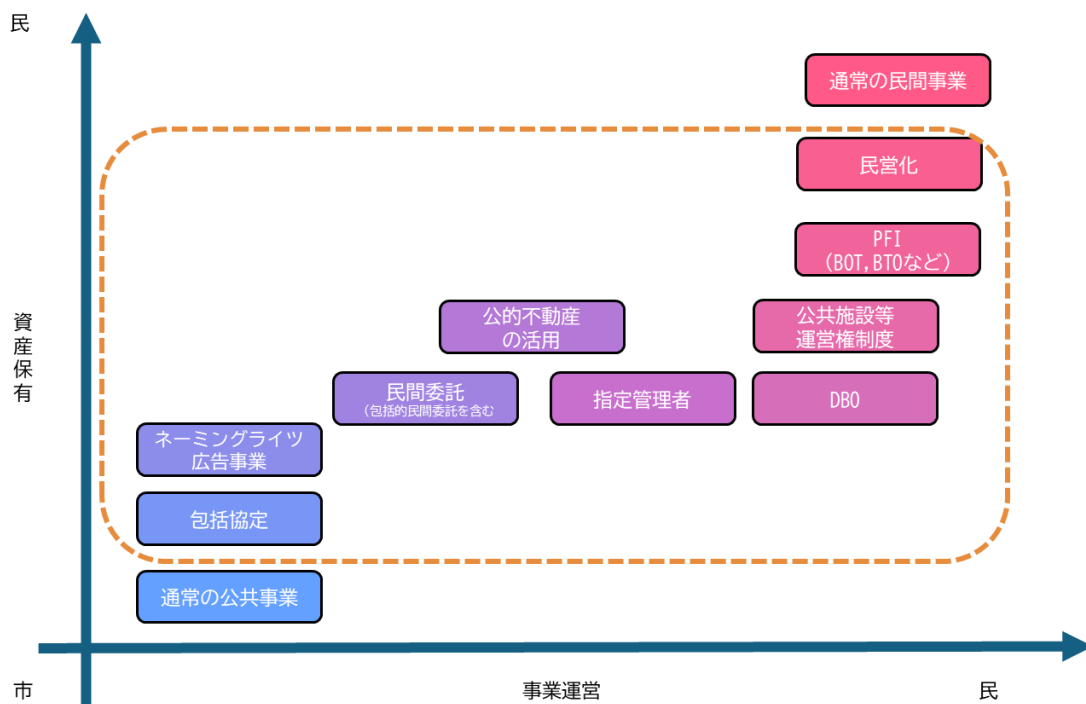 民
通常の民間事業
民営化
PFI
（BOT,BTOなど）
公的不動産
の活用
公共施設等
運営権制度
資産保有
民間委託
（包括的民間委託を含む
指定管理者
DBO
ネーミングライツ
広告事業
包括協定
通常の公共事業
市
事業運営
民